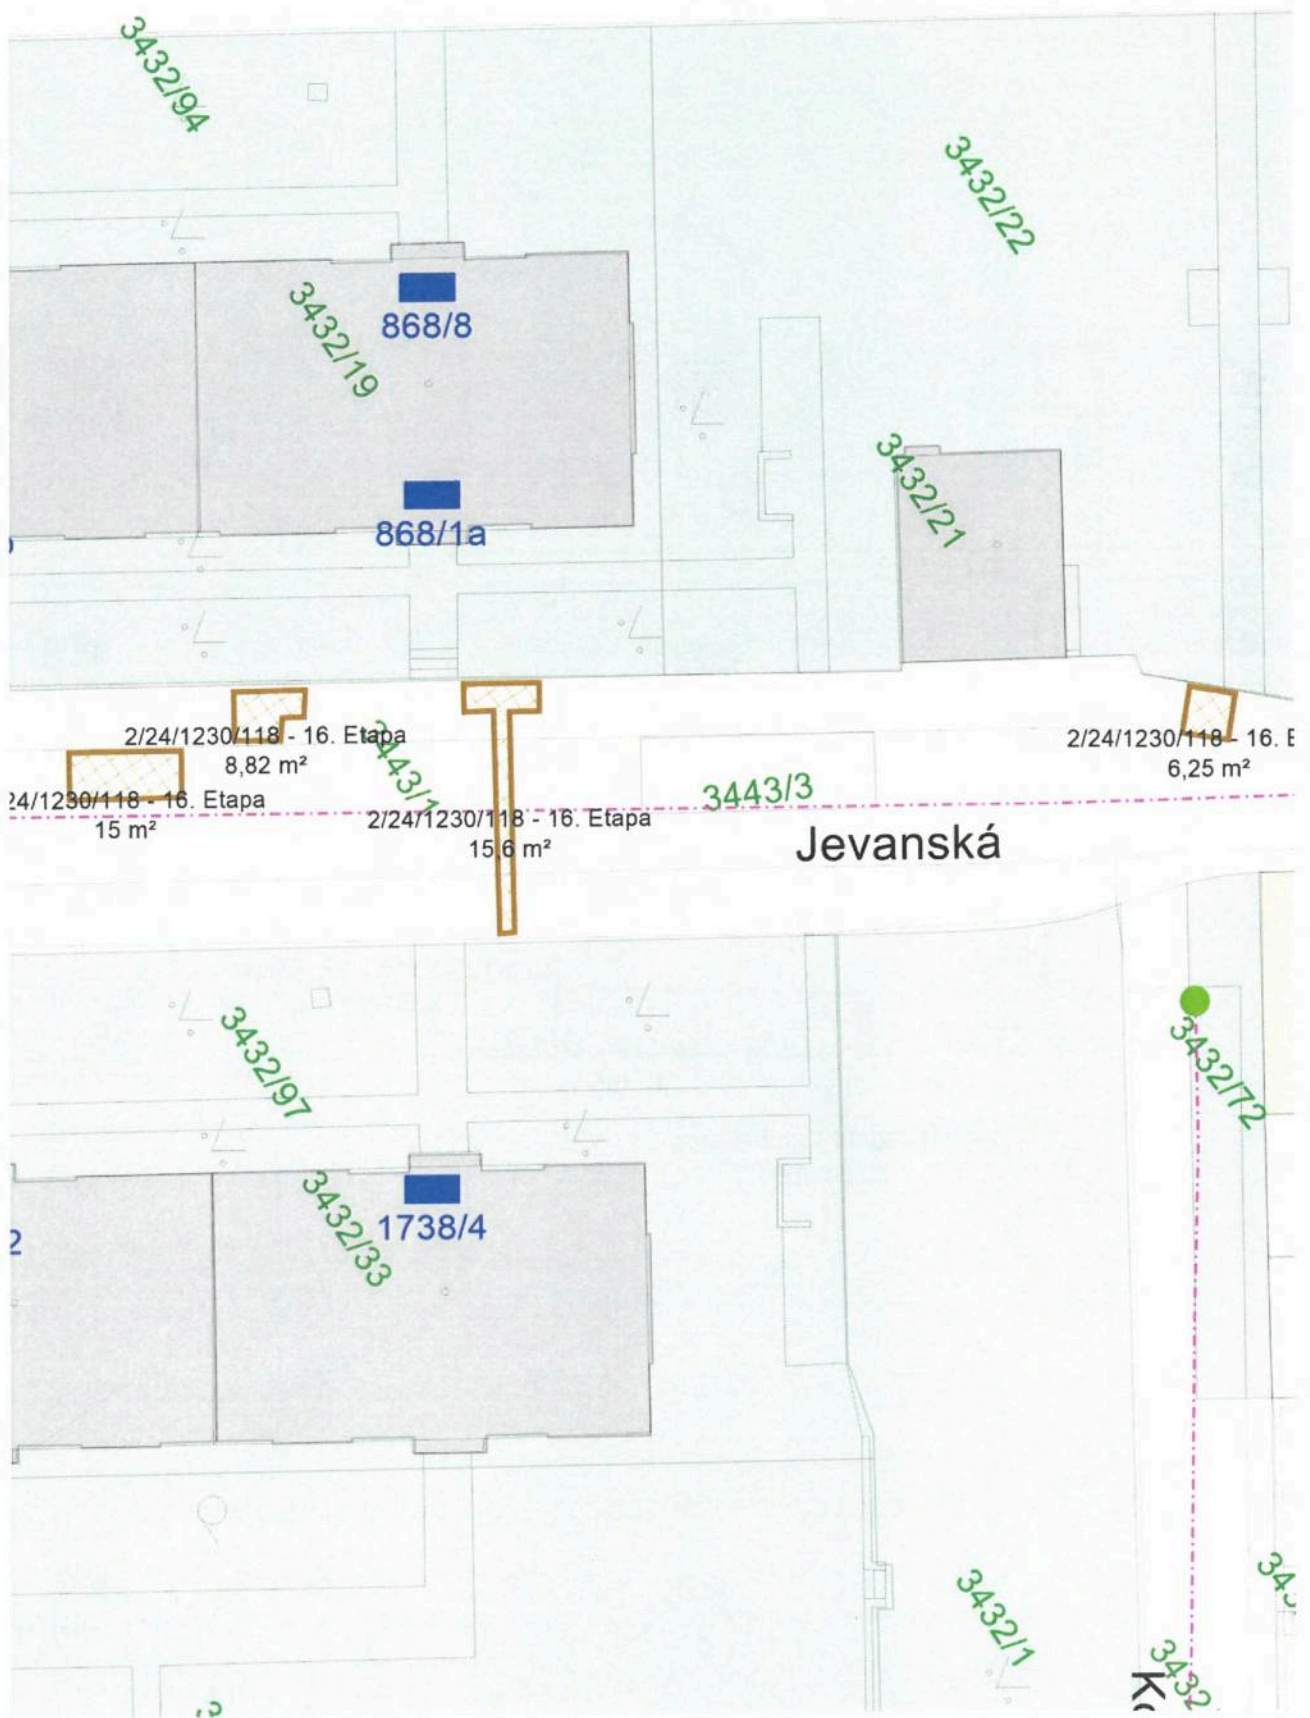 3432/94
3432/22
868/8
3432/19
3432/21
868/1a
2/24/1230/118 - 16. Etapa
8,82 m²
3443/1
2/24/1230/118 - 16. E
6,25 m²
24/1230/118 - 16. Etapa
15 m²
3443/3
2/24/1230/118 - 16. Etapa
15,6 m²
Jevanská
3432/97
3432/72
3432/33
1738/4
2
3432/1
343
3432
3